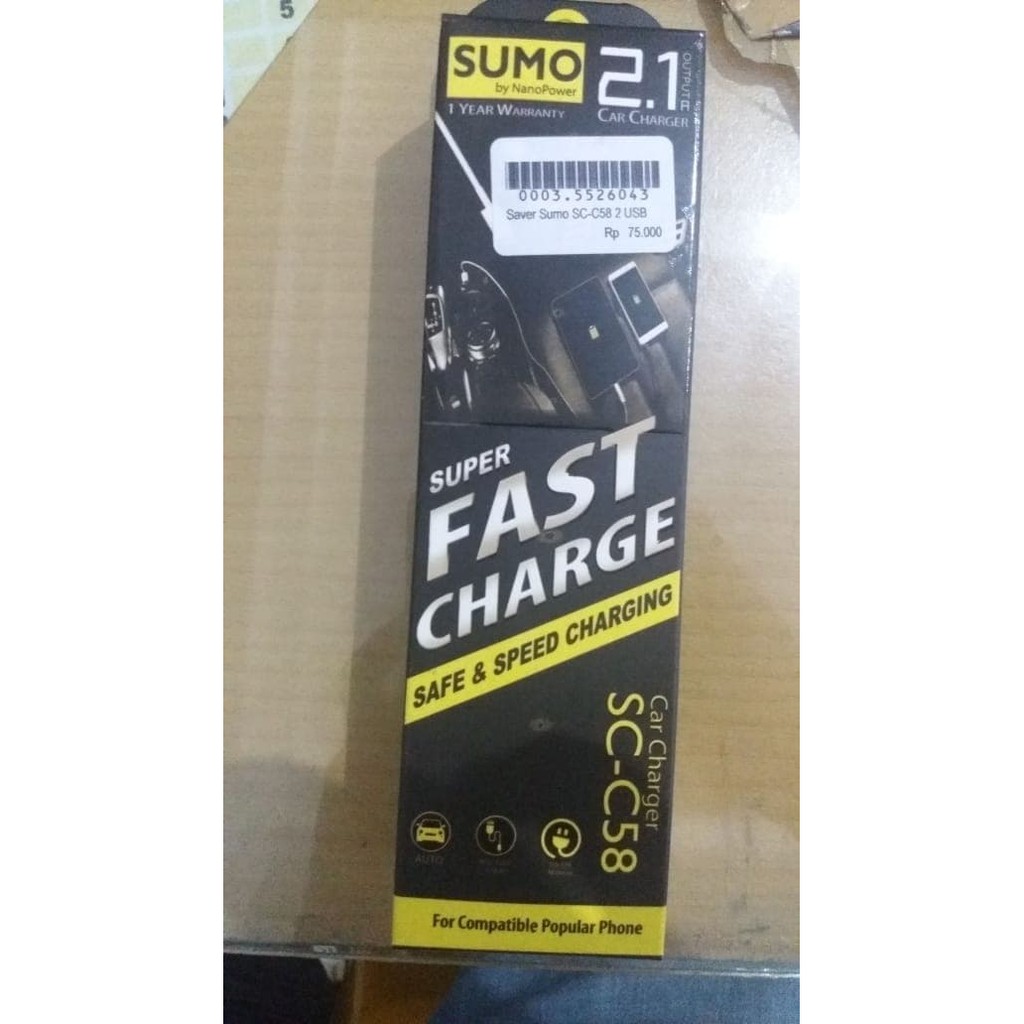 5
SUMO
by NanoPower
1 YEAR WARRANTY
2.1
OUTPUT A
CAR CHARGER
0003.5526043
Saver Sumo SC-C58 2 USB
Rp 75.000
SUPER
FAST
CHARGE
SAFE & SPEED CHARGING
Car Charger
SC-C58
AUTO
For Compatible Popular Phone